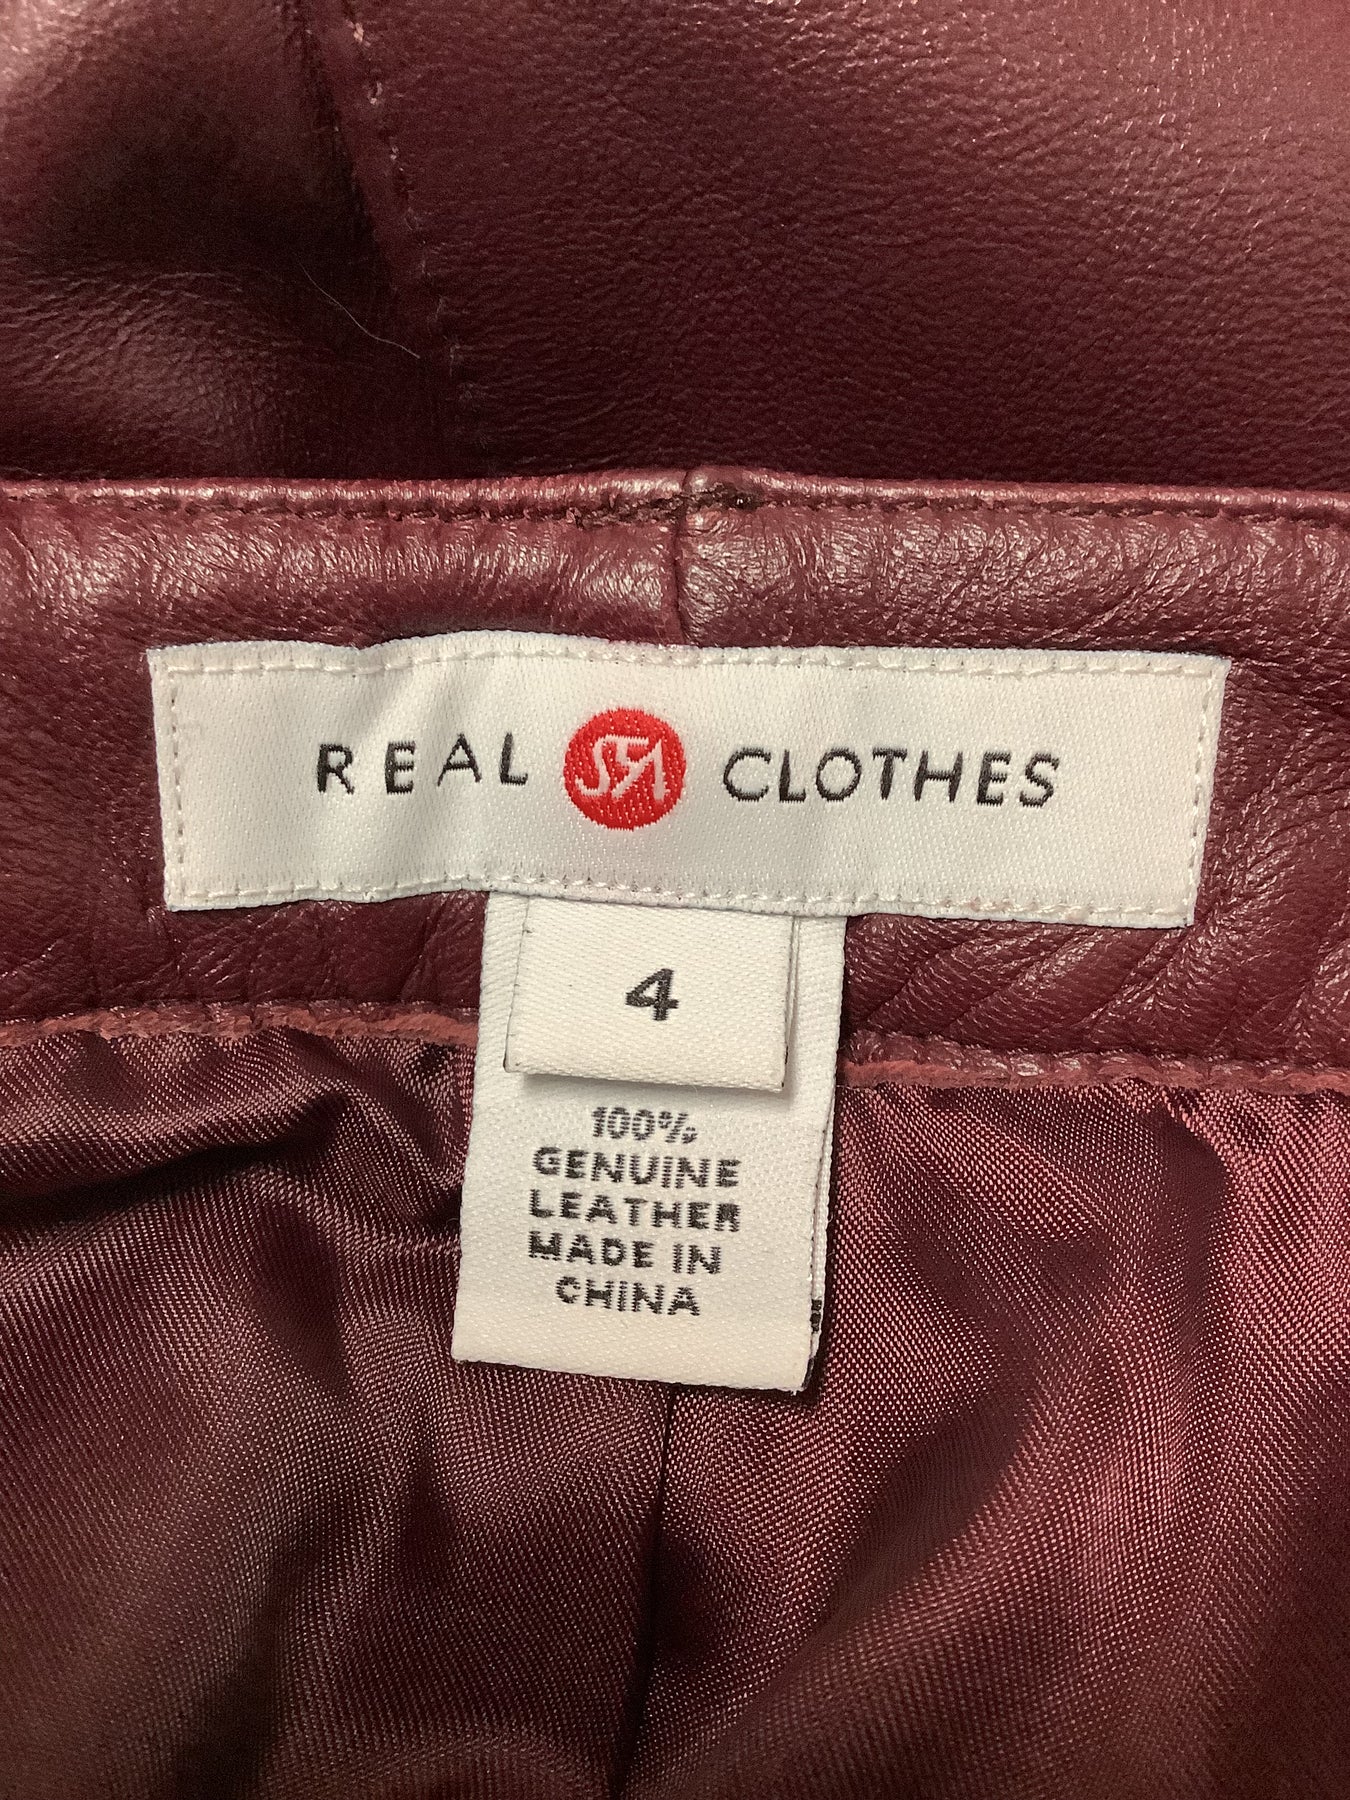 REAL SFA CLOTHES
4
100%
GENUINE
LEATHER
MADE IN
CHINA